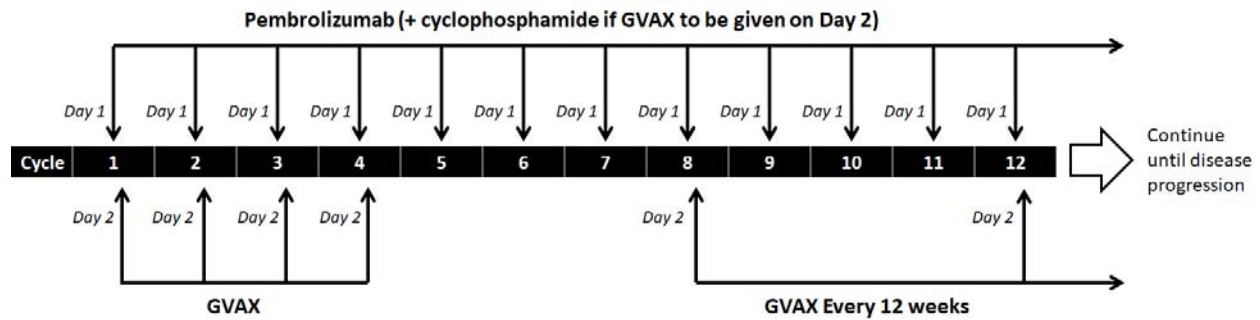 Pembrolizumab (+ cyclophosphamide if GVAX to be given on Day 2)
Day 1 Day 1 Day 1 Day 1 Day 1 Day 1 Day 1 Day 1 Day 1 Day 1 Day 1 Day 1
Cycle 1 2 3 4 5 6 7 8 9 10 11 12
Continue
until disease
progression
Day 2 Day 2 Day 2 Day 2 Day 2 Day 2
GVAX GVAX Every 12 weeks